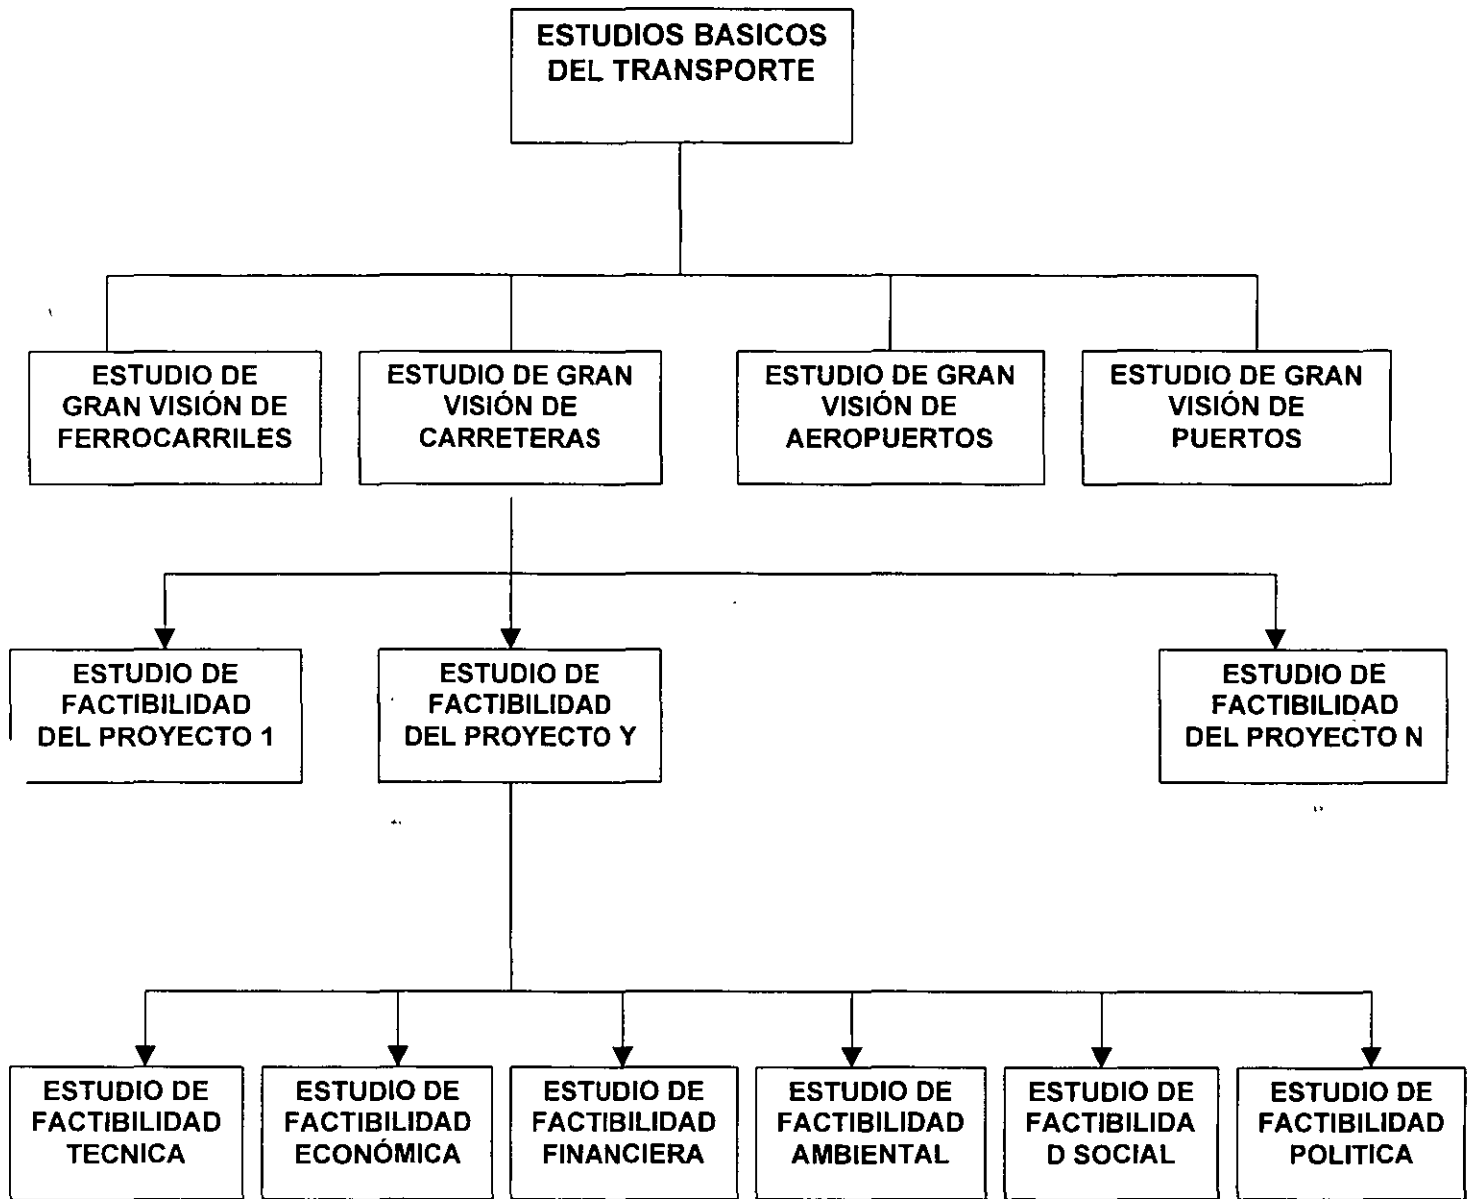 ESTUDIOS BASICOS
DEL TRANSPORTE
ESTUDIO DE
GRAN VISIÓN DE
FERROCARRILES
ESTUDIO DE GRAN
VISIÓN DE
CARRETERAS
ESTUDIO DE GRAN
VISIÓN DE
AEROPUERTOS
ESTUDIO DE GRAN
VISIÓN DE
PUERTOS
ESTUDIO DE
FACTIBILIDAD
DEL PROYECTO 1
ESTUDIO DE
FACTIBILIDAD
DEL PROYECTO Y
ESTUDIO DE
FACTIBILIDAD
DEL PROYECTO N
ESTUDIO DE
FACTIBILIDAD
TECNICA
ESTUDIO DE
FACTIBILIDAD
ECONÓMICA
ESTUDIO DE
FACTIBILIDAD
FINANCIERA
ESTUDIO DE
FACTIBILIDAD
AMBIENTAL
ESTUDIO DE
FACTIBILIDA
D SOCIAL
ESTUDIO DE
FACTIBILIDAD
POLITICA